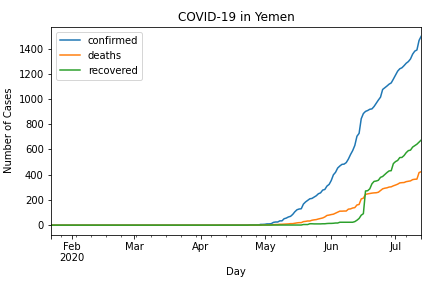 COVID-19 in Yemen
confirmed
deaths
recovered
Number of Cases
1400
1200
1000
800
600
400
200
0
Feb Mar Apr May Jun Jul
2020
Day